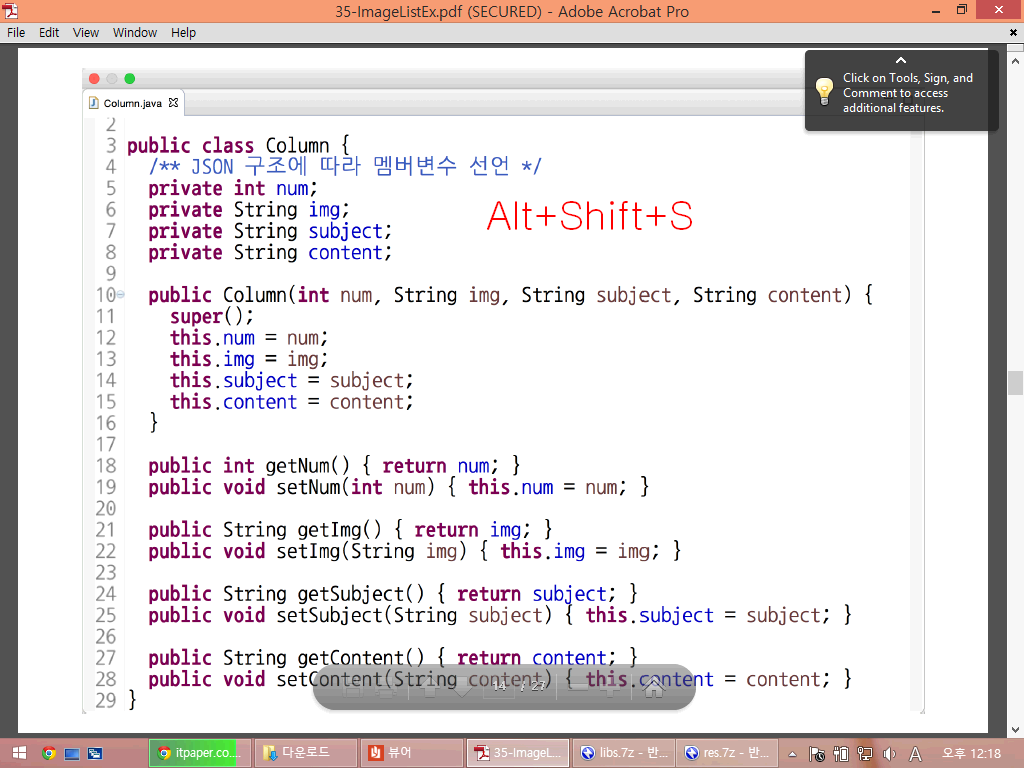 35-ImageListEx.pdf (SECURED) - Adobe Acrobat Pro
File Edit View Window Help
Click on Tools, Sign, and
Comment to access
additional features.
Column.java
2
3 public class Column {
4 /** JSON 구조에 따라 멤버변수 선언 */
5 private int num;
6 private String img;
Alt+Shift+S
7 private String subject;
8 private String content;
9
10 public Column(int num, String img, String subject, String content) {
11 super();
12 this.num = num;
13 this.img = img;
14 this.subject = subject;
15 this.content = content;
16 }
17
18 public int getNum() { return num; }
19 public void setNum(int num) { this.num = num; }
20
21 public String getImg() { return img; }
22 public void setImg(String img) { this.img = img; }
23
24 public String getSubject() { return subject; }
25 public void setSubject(String subject) { this.subject = subject; }
26
27 public String getContent() { return content; }
28 public void setContent(String content) { this.content = content; }
14 / 27
29 }
itpaper.co... 다운로드 뷰어 35-ImageL... libs.7z - 반... res.7z - 반... A 오후 12:18